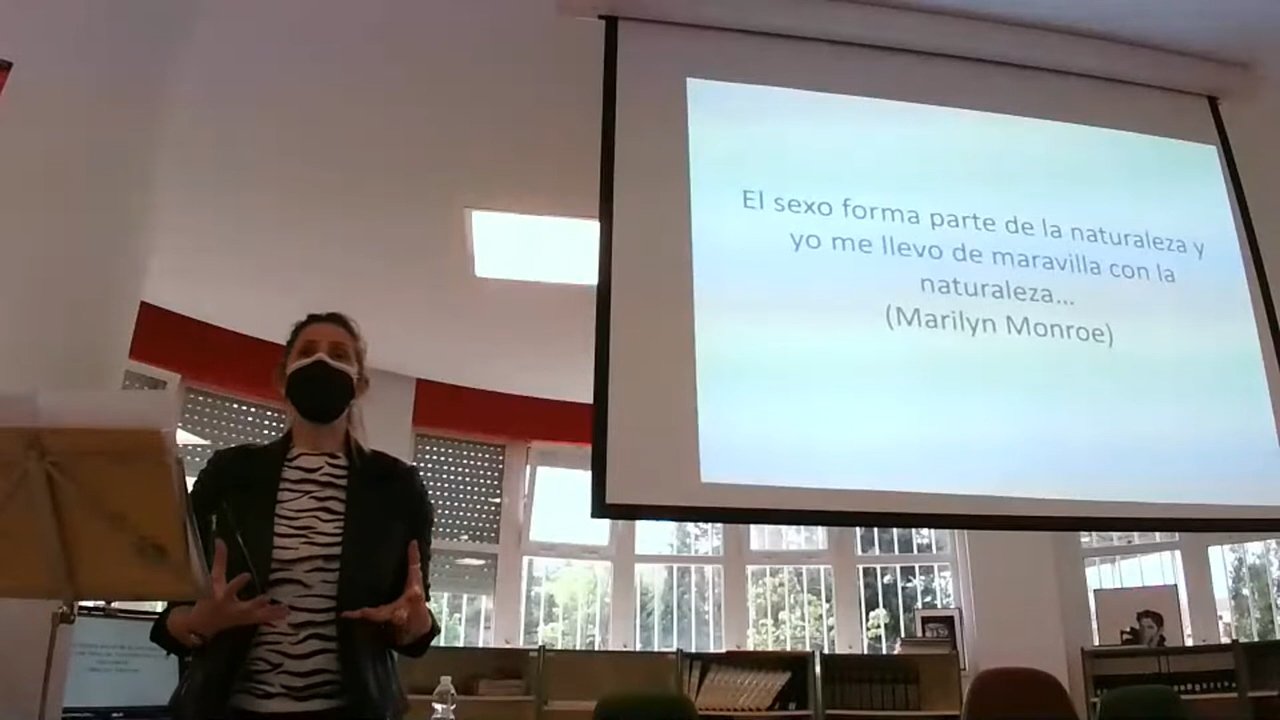 El sexo forma parte de la naturaleza y
yo me llevo de maravilla con la
naturaleza...
(Marilyn Monroe)